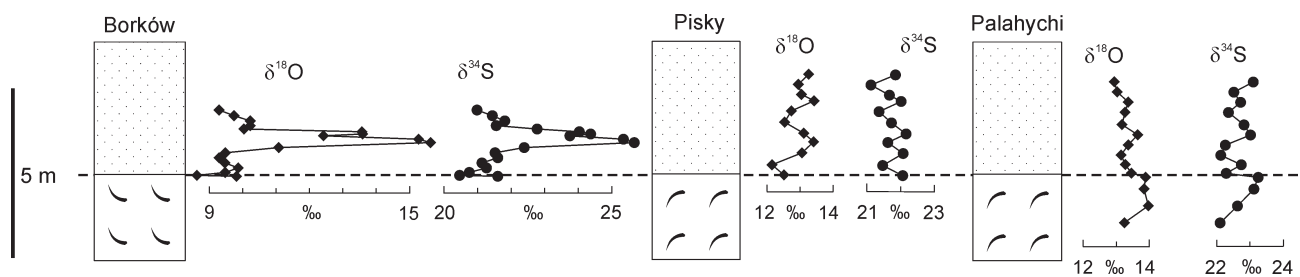 Borków
δ18O
δ34S
9 ‰ 15
20 ‰ 25
Pisky
δ18O
δ34S
12 ‰ 14
21 ‰ 23
Palahychi
δ18O
δ34S
12 ‰ 14
22 ‰ 24
5 m